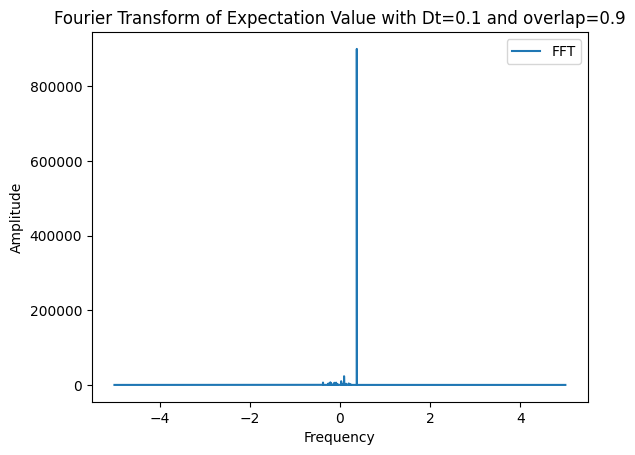 Fourier Transform of Expectation Value with Dt=0.1 and overlap=0.9
FFT
800000
600000
400000
200000
0
Amplitude
−4
−2
0
2
4
Frequency